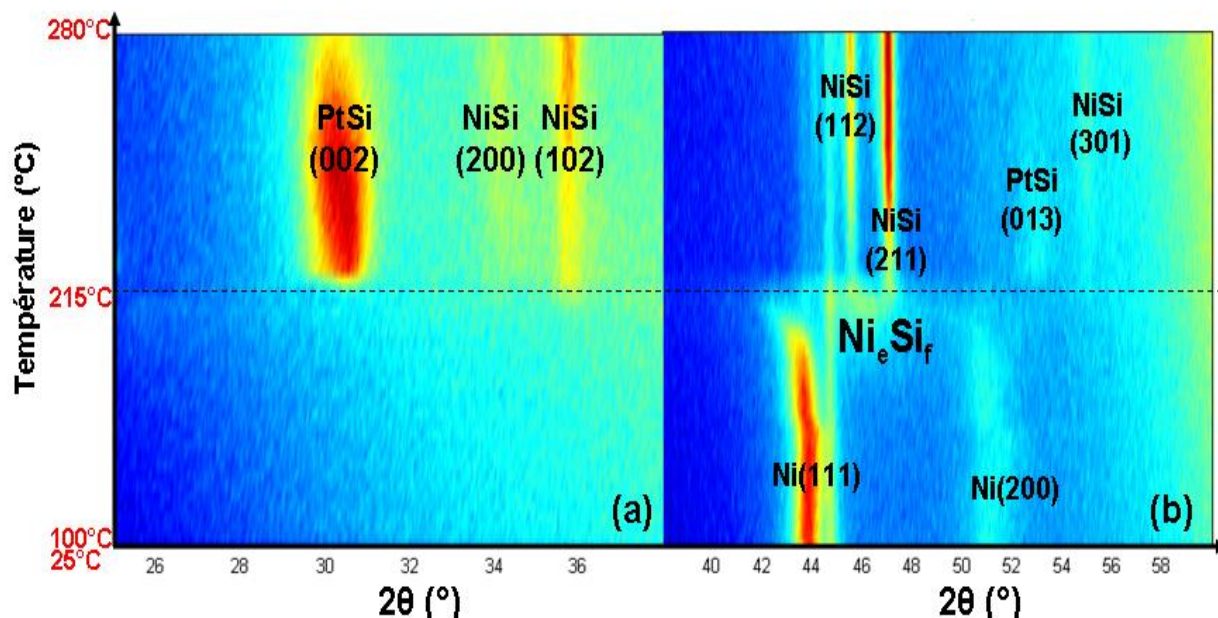 280°C
215°C
100°C
25°C
Température (°C)
PtSi
(002)
NiSi
(200)
NiSi
(102)
(a)
26 28 30 32 34 36
2θ (°)
NiSi
(112)
NiSi
(211)
NiSi
(301)
PtSi
(013)
NiₑSi_f
Ni(111)
Ni(200)
(b)
40 42 44 46 48 50 52 54 56 58
2θ (°)